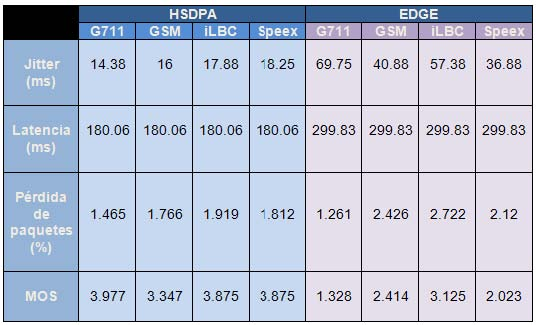 HSDPA EDGE
G711 GSM iLBC Speex G711 GSM iLBC Speex
Jitter
(ms) 14.38 16 17.88 18.25 69.75 40.88 57.38 36.88
Latencia
(ms) 180.06 180.06 180.06 180.06 299.83 299.83 299.83 299.83
Pérdida
de
paquetes
(%) 1.465 1.766 1.919 1.812 1.261 2.426 2.722 2.12
MOS 3.977 3.347 3.875 3.875 1.328 2.414 3.125 2.023